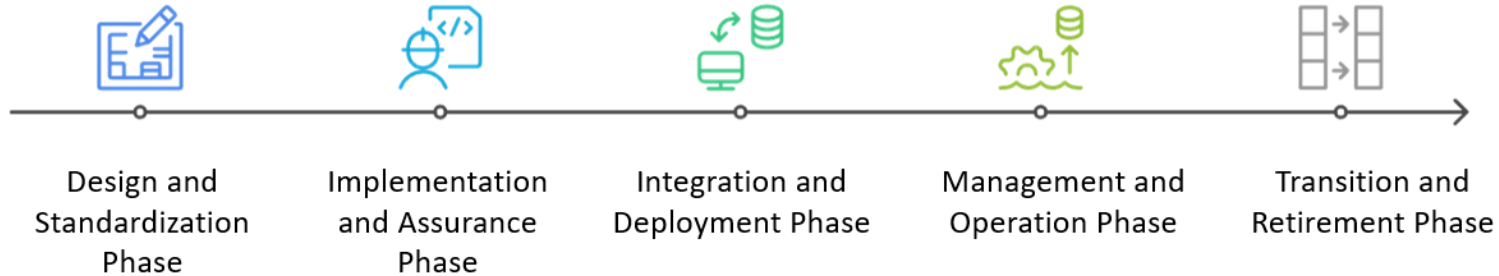 </>
Design and
Standardization
Phase
Implementation
and Assurance
Phase
Integration and
Deployment Phase
Management and
Operation Phase
Transition and
Retirement Phase